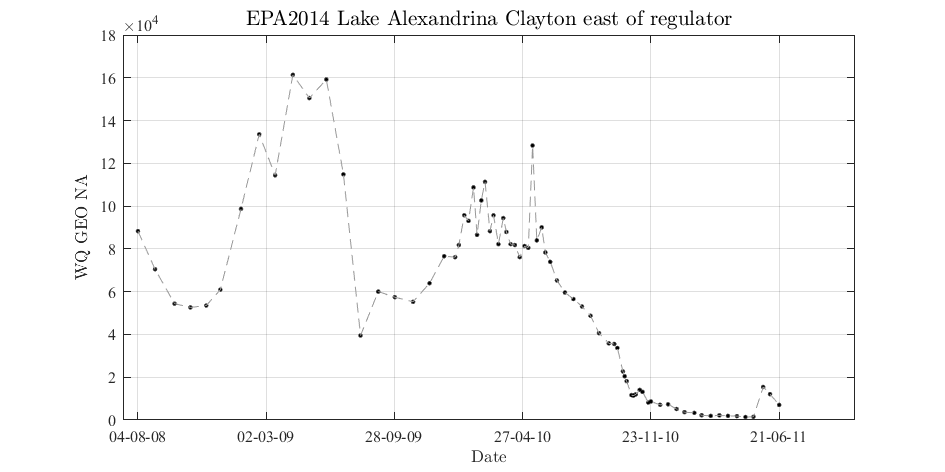 EPA2014 Lake Alexandrina Clayton east of regulator
×10⁴
18
16
14
12
10
8
6
4
2
0
WQ GEO NA
04-08-08 02-03-09 28-09-09 27-04-10 23-11-10 21-06-11
Date